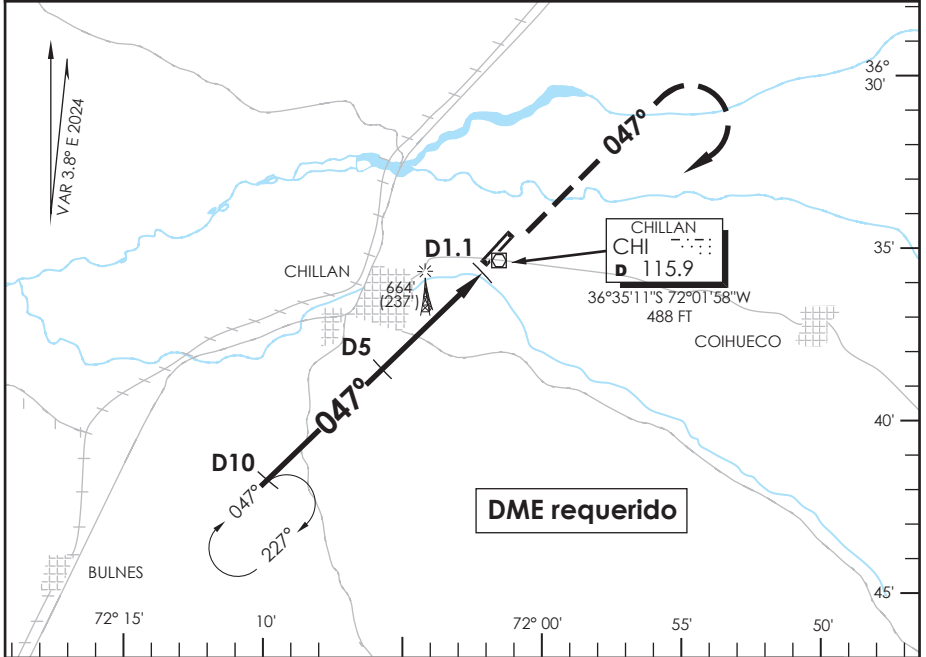 VAR 3.8° E 2024
36°
30'
047°
CHILLAN
CHI
D 115.9
36°35'11"S 72°01'58"W
488 FT
35'
D1.1
CHILLAN
664'
(237')
COIHUECO
D5
047°
40'
D10
047°
227°
DME requerido
BULNES
45'
72° 15'
10'
72° 00'
55'
50'